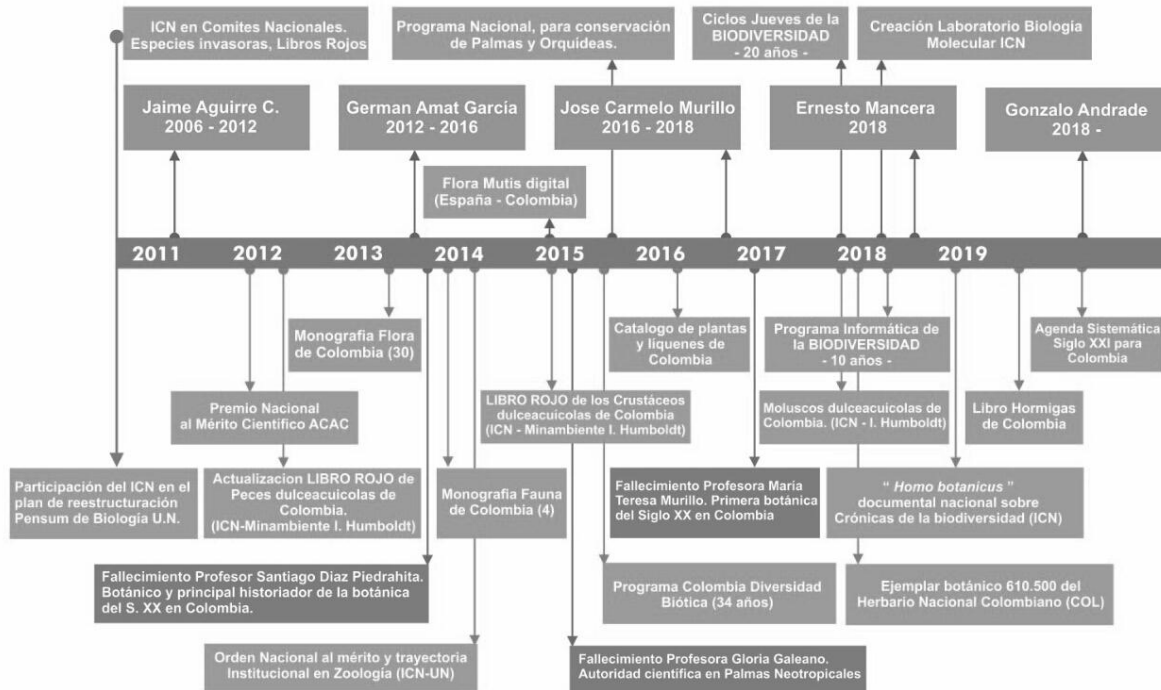 ICN en Comites Nacionales.
Especies invasoras, Libros Rojos
Programa Nacional, para conservación
de Palmas y Orquídeas.
Ciclos Jueves de la
BIODIVERSIDAD
- 20 años -
Creación Laboratorio Biología
Molecular ICN
Jaime Aguirre C.
2006 - 2012
German Amat García
2012 - 2016
Jose Carmelo Murillo
2016 - 2018
Ernesto Mancera
2018
Gonzalo Andrade
2018 -
Flora Mutis digital
(España - Colombia)
2011 2012 2013 2014 2015 2016 2017 2018 2019
Monografia Flora
de Colombia (30)
Catalogo de plantas
y líquenes de
Colombia
Programa Informática de
la BIODIVERSIDAD
- 10 años -
Agenda Sistemática
Siglo XXI para
Colombia
Premio Nacional
al Mérito Científico ACAC
LIBRO ROJO de los Crustáceos
dulceacuicolas de Colombia
(ICN - Minambiente I. Humboldt)
Moluscos dulceacuicolas de
Colombia. (ICN - I. Humboldt)
Libro Hormigas
de Colombia
Participación del ICN en el
plan de reestructuración
Pensum de Biología U.N.
Actualizacion LIBRO ROJO de
Peces dulceacuicolas de
Colombia.
(ICN-Minambiente I. Humboldt)
Monografia Fauna
de Colombia (4)
Fallecimiento Profesora María
Teresa Murillo. Primera botánica
del Siglo XX en Colombia
" Homo botanicus "
documental nacional sobre
Crónicas de la biodiversidad (ICN)
Fallecimiento Profesor Santiago Diaz Piedrahita.
Botánico y principal historiador de la botánica
del S. XX en Colombia.
Programa Colombia Diversidad
Biótica (34 años)
Ejemplar botánico 610.500 del
Herbario Nacional Colombiano (COL)
Orden Nacional al mérito y trayectoria
Institucional en Zoología (ICN-UN)
Fallecimiento Profesora Gloria Galeano.
Autoridad científica en Palmas Neotropicales